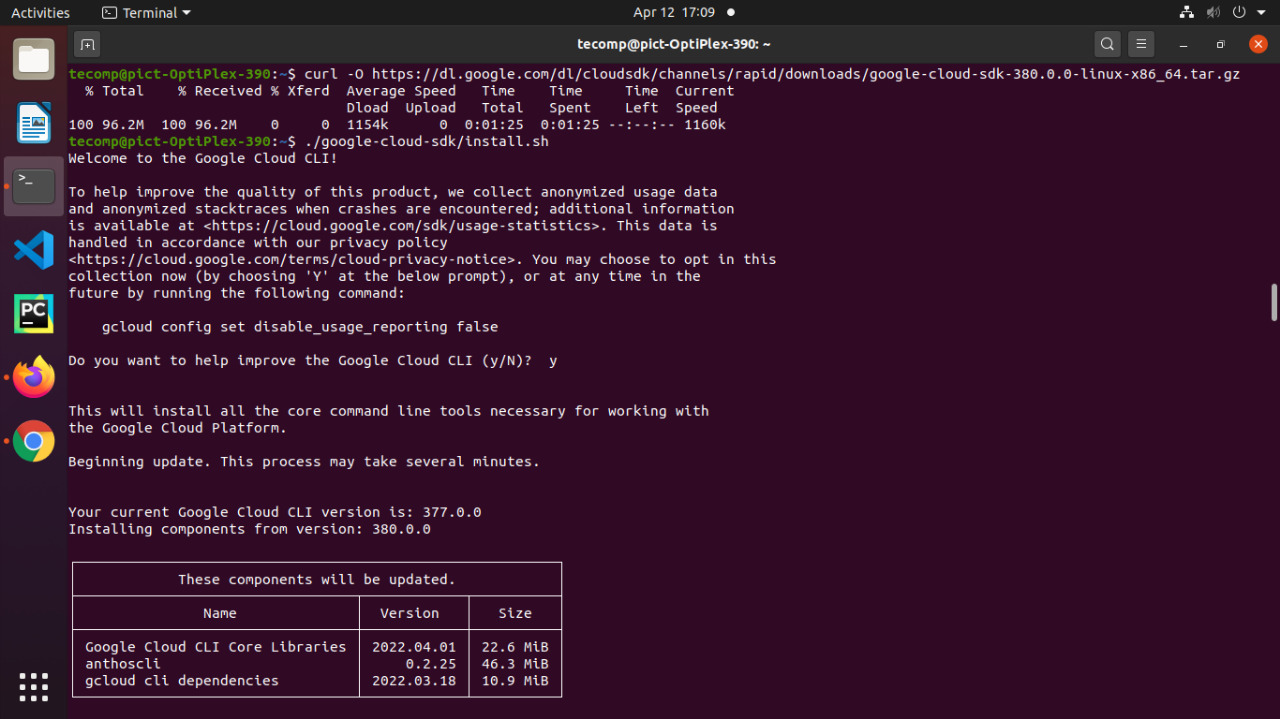 Activities
Terminal
Apr 12 17:09
tecomp@pict-OptiPlex-390: ~
tecomp@pict-OptiPlex-390:~$ curl -O https://dl.google.com/dl/cloudsdk/channels/rapid/downloads/google-cloud-sdk-380.0.0-linux-x86_64.tar.gz
% Total % Received % Xferd Average Speed Time Time Time Current
Dload Upload Total Spent Left Speed
100 96.2M 100 96.2M 0 0 1154k 0 0:01:25 0:01:25 --:--:-- 1160k
tecomp@pict-OptiPlex-390:~$ ./google-cloud-sdk/install.sh
Welcome to the Google Cloud CLI!
To help improve the quality of this product, we collect anonymized usage data
and anonymized stacktraces when crashes are encountered; additional information
is available at <https://cloud.google.com/sdk/usage-statistics>. This data is
handled in accordance with our privacy policy
<https://cloud.google.com/terms/cloud-privacy-notice>. You may choose to opt in this
collection now (by choosing 'Y' at the below prompt), or at any time in the
future by running the following command:
gcloud config set disable_usage_reporting false
Do you want to help improve the Google Cloud CLI (y/N)? y
This will install all the core command line tools necessary for working with
the Google Cloud Platform.
Beginning update. This process may take several minutes.
Your current Google Cloud CLI version is: 377.0.0
Installing components from version: 380.0.0
These components will be updated.
Name Version Size
Google Cloud CLI Core Libraries 2022.04.01 22.6 MiB
anthoscli 0.2.25 46.3 MiB
gcloud cli dependencies 2022.03.18 10.9 MiB
>_
PC